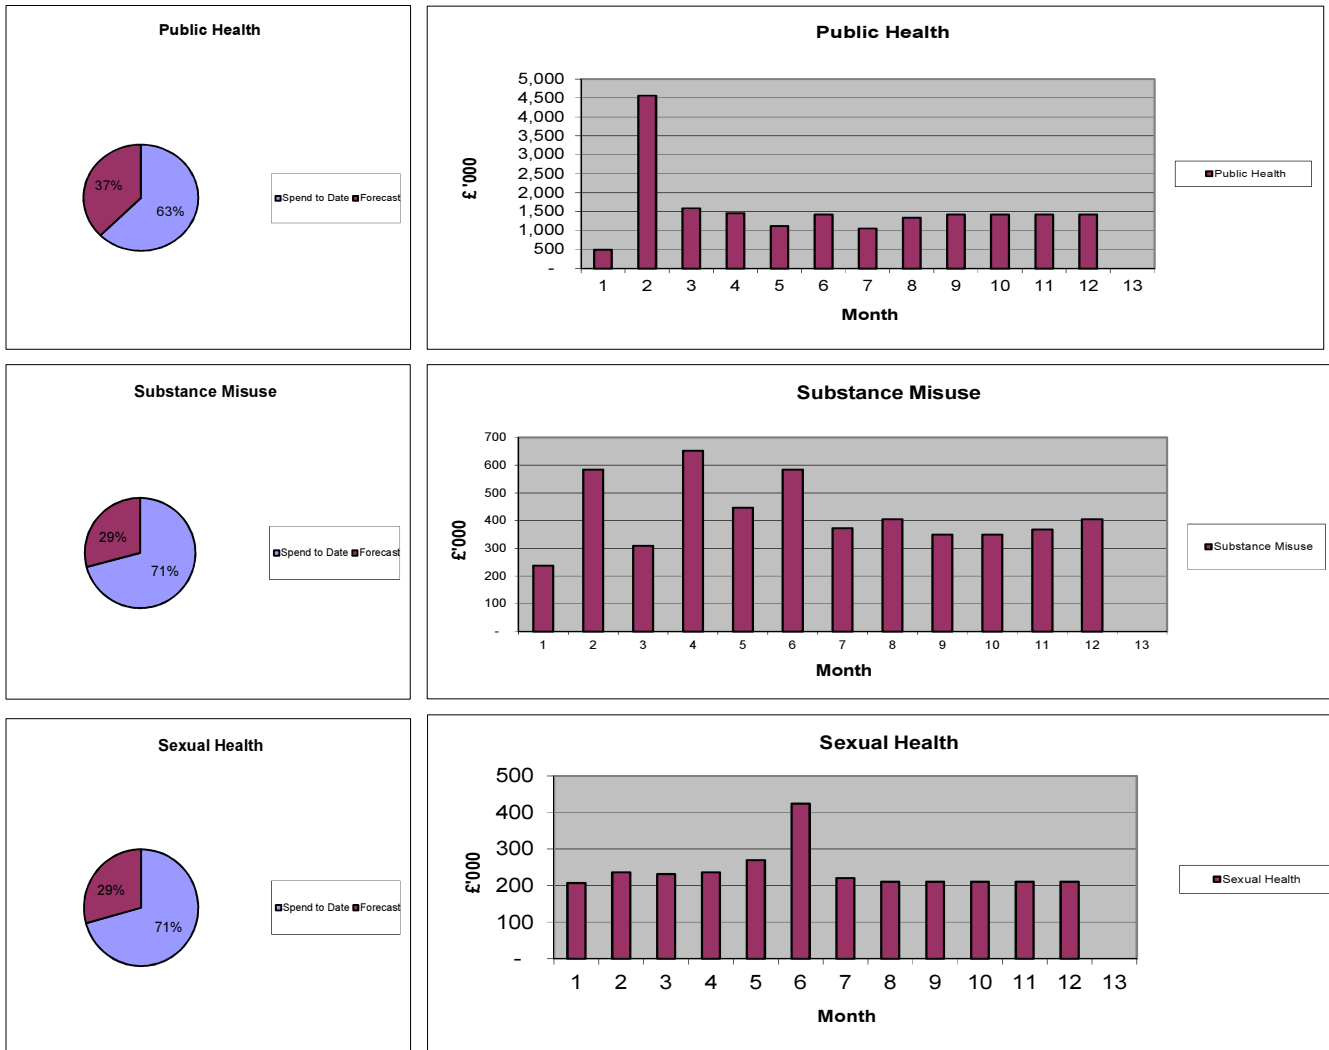 Public Health
37%
63%
Spend to Date Forecast
Public Health
£ '000
5,000
4,500
4,000
3,500
3,000
2,500
2,000
1,500
1,000
500
-
1 2 3 4 5 6 7 8 9 10 11 12 13
Month
Public Health
Substance Misuse
29%
71%
Spend to Date Forecast
Substance Misuse
£'000
700
600
500
400
300
200
100
-
1 2 3 4 5 6 7 8 9 10 11 12 13
Month
Substance Misuse
Sexual Health
29%
71%
Spend to Date Forecast
Sexual Health
£'000
500
400
300
200
100
-
1 2 3 4 5 6 7 8 9 10 11 12 13
Month
Sexual Health